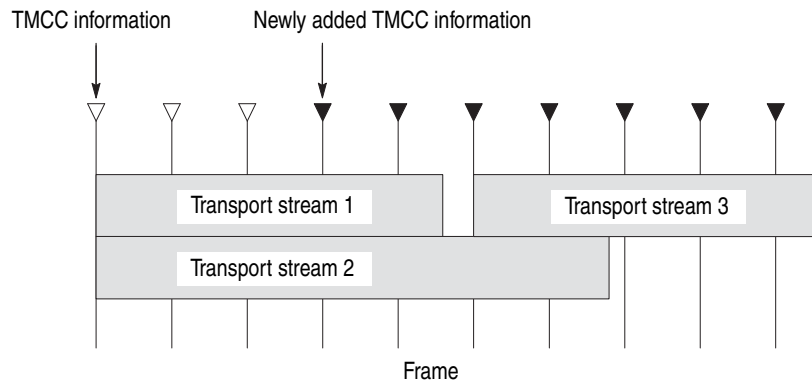 TMCC information
Newly added TMCC information
Transport stream 1
Transport stream 3
Transport stream 2
Frame